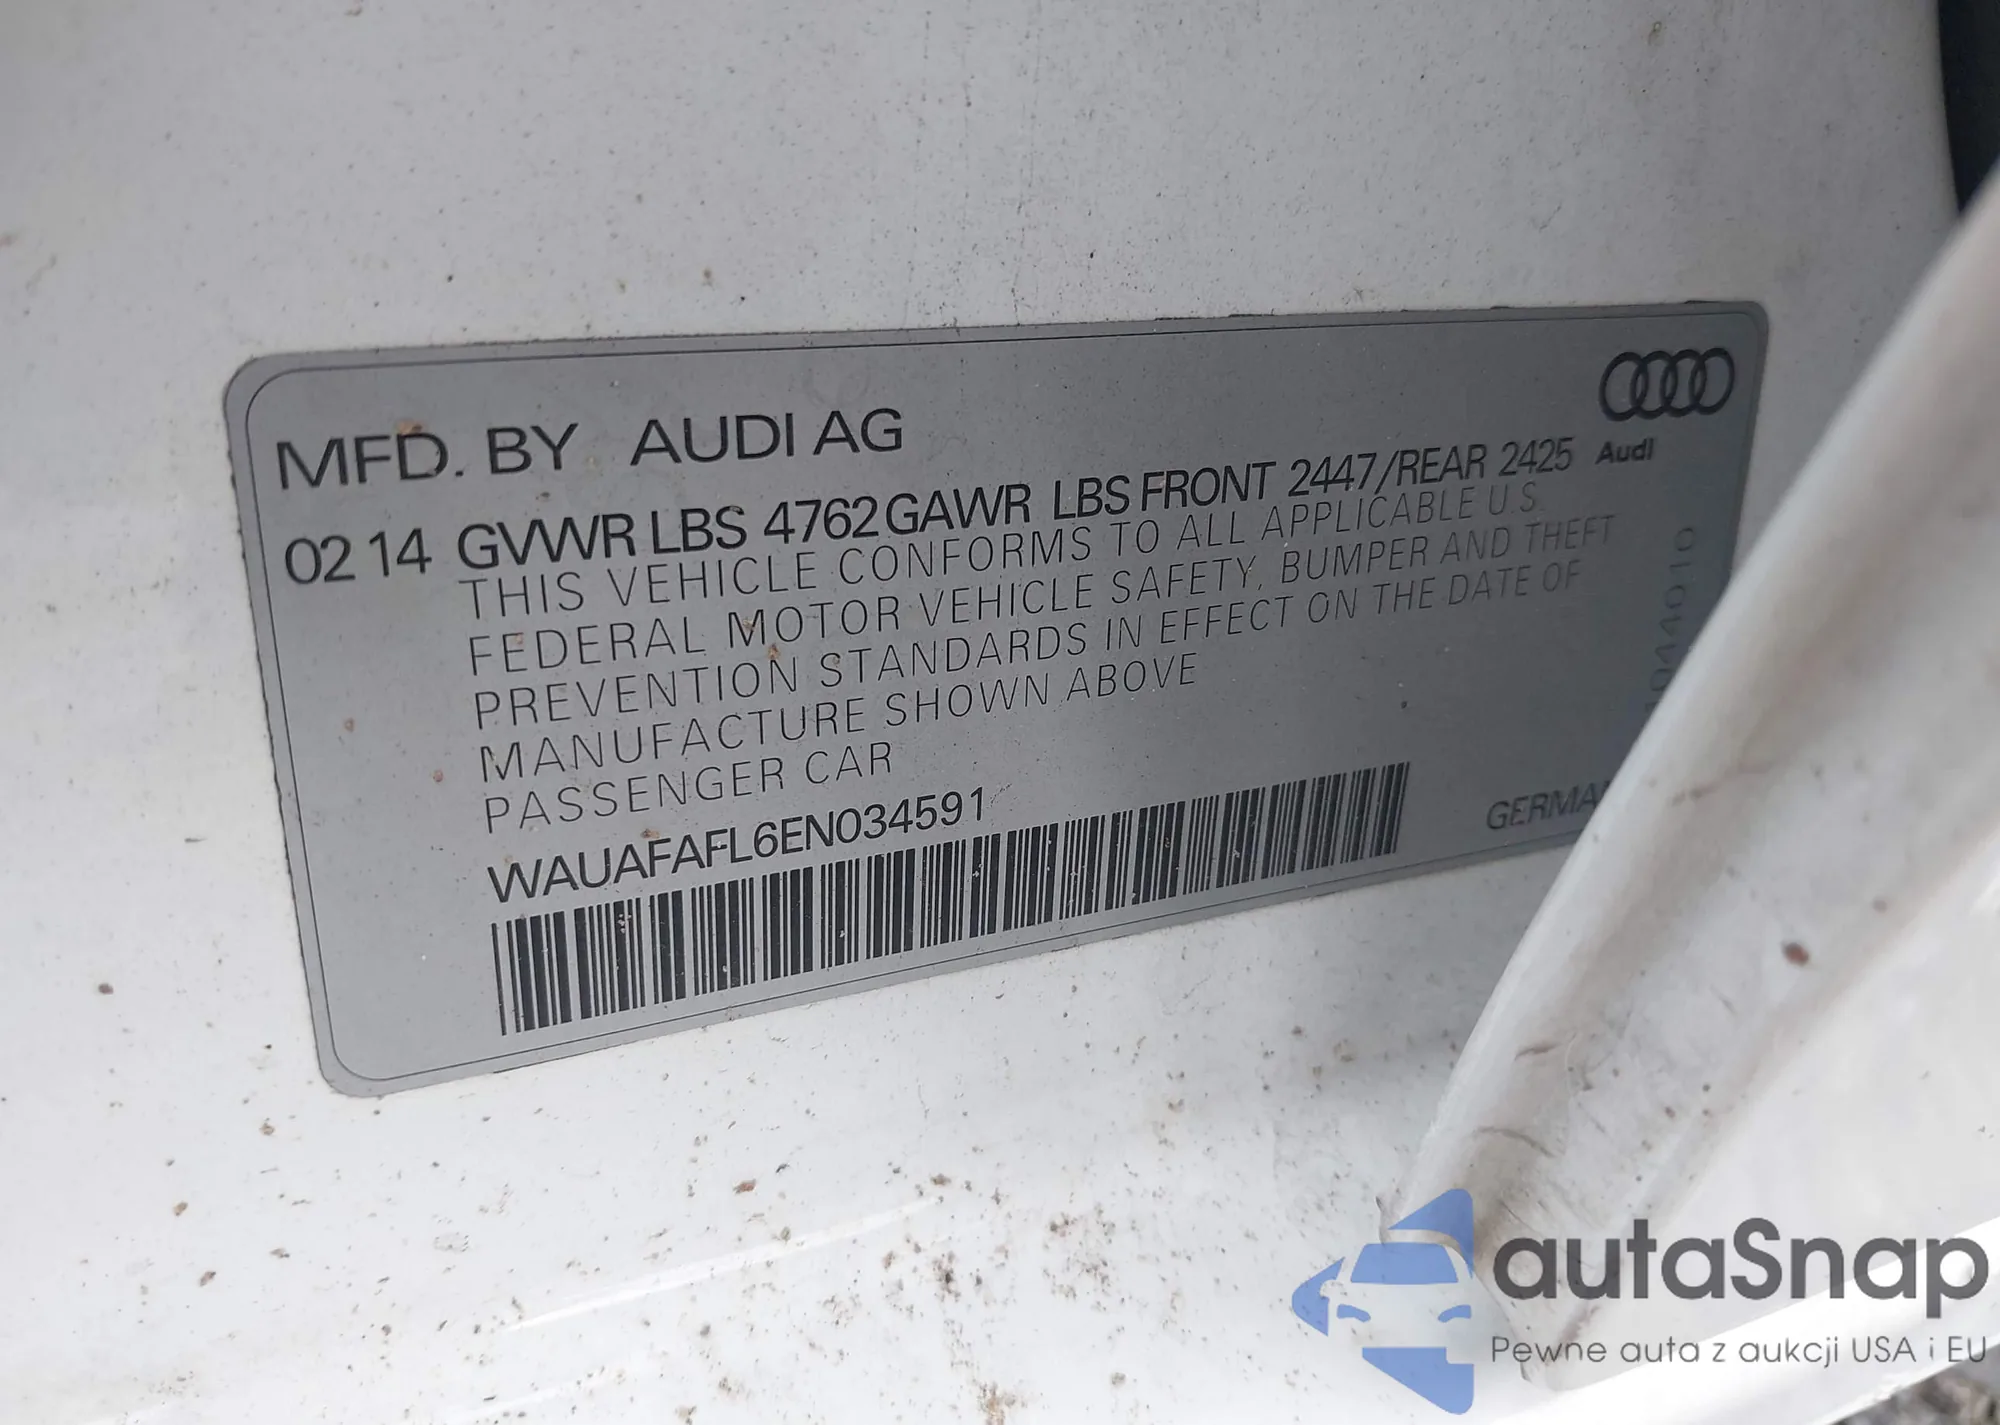 MFD. BY AUDI AG
Audi
02 14 GVWR LBS 4762 GAWR LBS FRONT 2447/REAR 2425
THIS VEHICLE CONFORMS TO ALL APPLICABLE U.S.
FEDERAL MOTOR VEHICLE SAFETY, BUMPER AND THEFT
PREVENTION STANDARDS IN EFFECT ON THE DATE OF
MANUFACTURE SHOWN ABOVE
PASSENGER CAR
WAUAFAFL6EN034591
autaSnap
Pewne auta z aukcji USA i EU